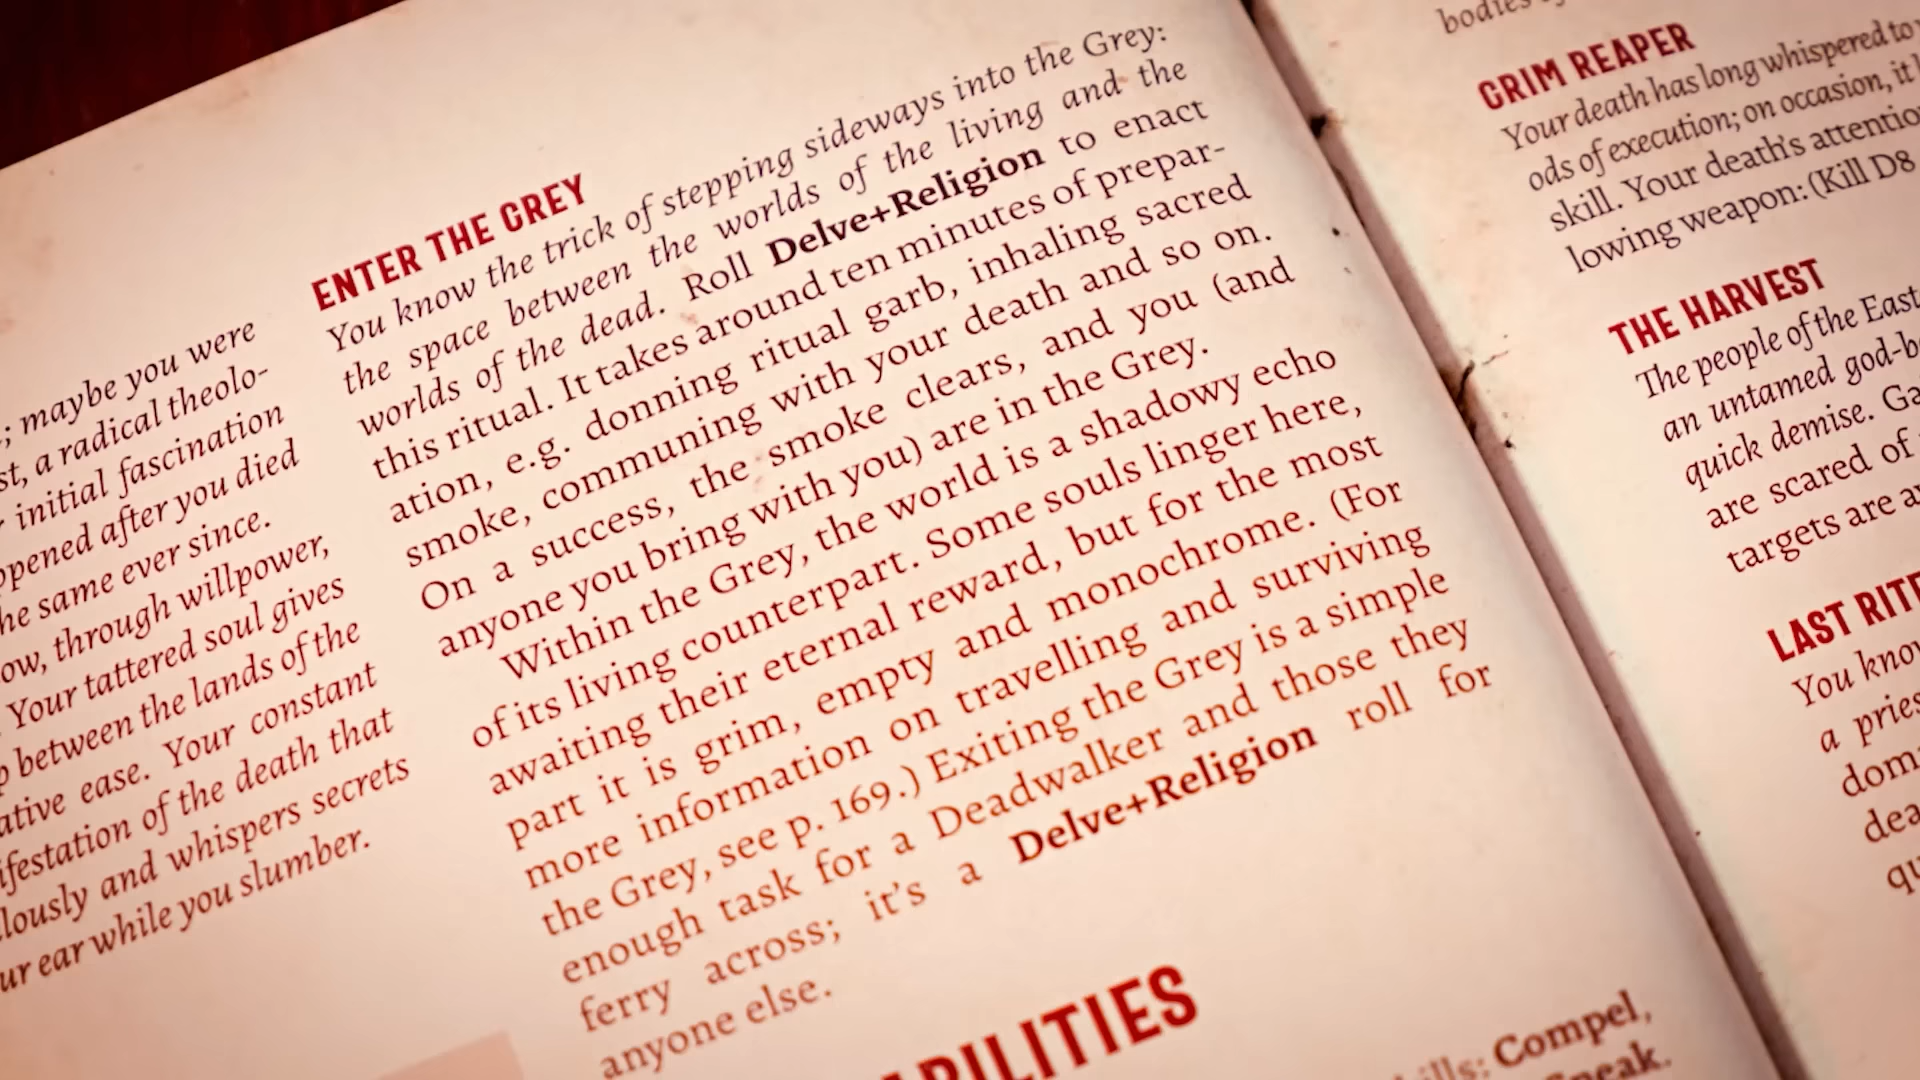 ; maybe you were
st, a radical theolo-
initial fascination
ppened after you died
he same ever since.
ow, through willpower,
Your tattered soul gives
between the lands of the
ative ease. Your constant
ifestation of the death that
lously and whispers secrets
ur ear while you slumber.
ENTER THE GREY
You know the trick of stepping sideways into the Grey:
the space between the worlds of the living and the
worlds of the dead. Roll Delve+Religion to enact
this ritual. It takes around ten minutes of prepar-
ation, e.g. donning ritual garb, inhaling sacred
smoke, communing with your death and so on.
On a success, the smoke clears, and you (and
anyone you bring with you) are in the Grey.
Within the Grey, the world is a shadowy echo
of its living counterpart. Some souls linger here,
awaiting their eternal reward, but for the most
part it is grim, empty and monochrome. (For
more information on travelling and surviving
the Grey, see p. 169.) Exiting the Grey is a simple
enough task for a Deadwalker and those they
ferry across; it's a Delve+Religion roll for
anyone else.
ABILITIES
ills: Compel,
Sneak.
bodies
GRIM REAPER
Your death has long whispered to
ods of execution; on occasion, it
skill. Your death's attentio
lowing weapon: (Kill D8
THE HARVEST
The people of the East
an untamed god-b
quick demise. Ga
are scared of
targets are a
LAST RITE
You know
a pries
dom
dea
qu